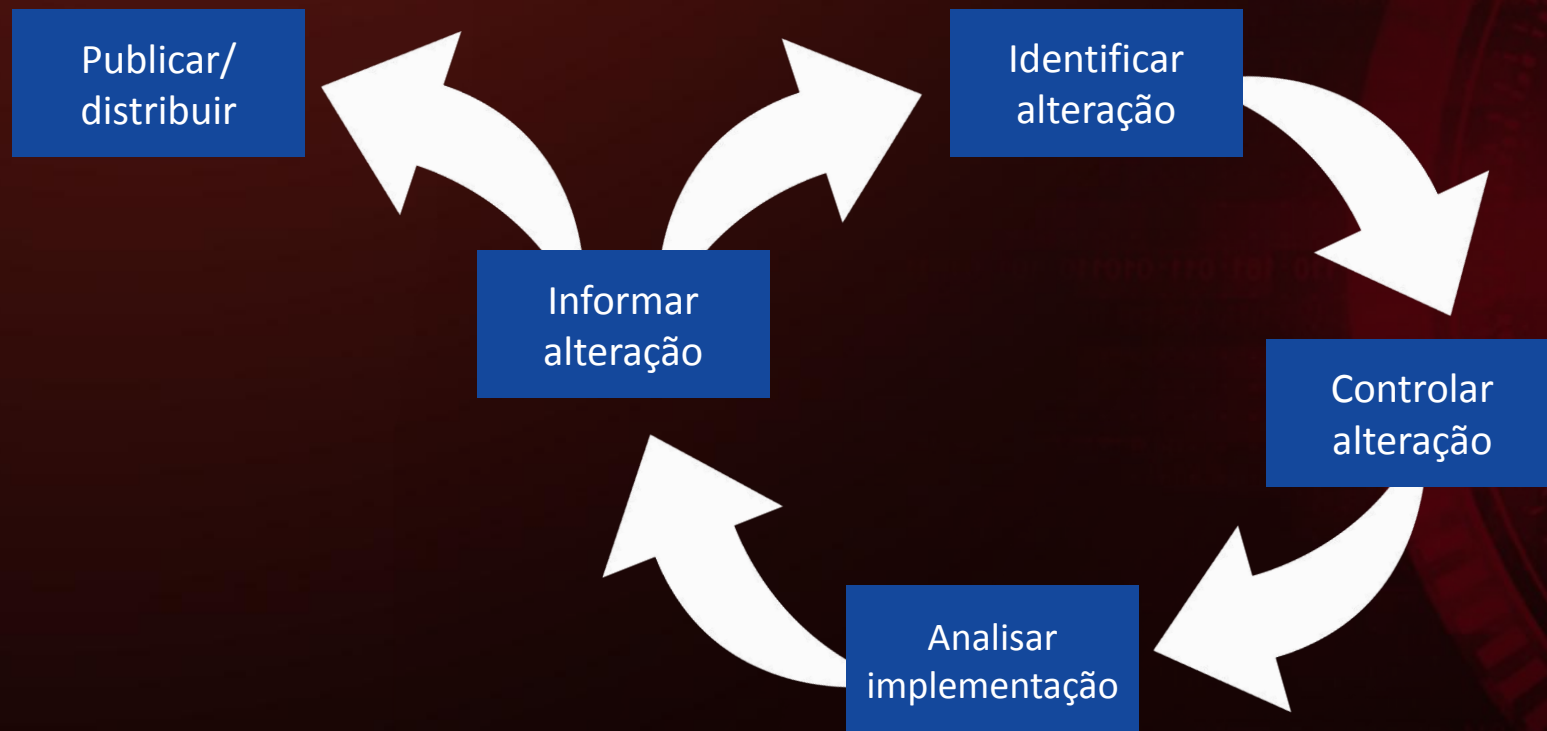 Publicar/
distribuir
Identificar
alteração
Informar
alteração
Controlar
alteração
Analisar
implementação